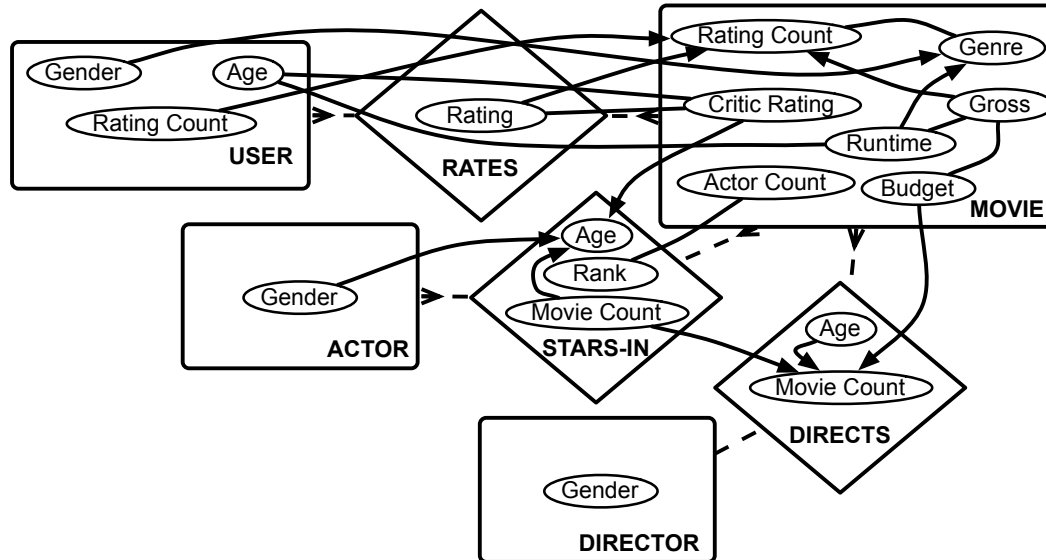 Gender
Age
Rating Count
USER
Rating
RATES
Rating Count
Genre
Critic Rating
Gross
Runtime
Actor Count
Budget
MOVIE
Gender
ACTOR
Age
Rank
Movie Count
STARS-IN
Age
Movie Count
DIRECTS
Gender
DIRECTOR